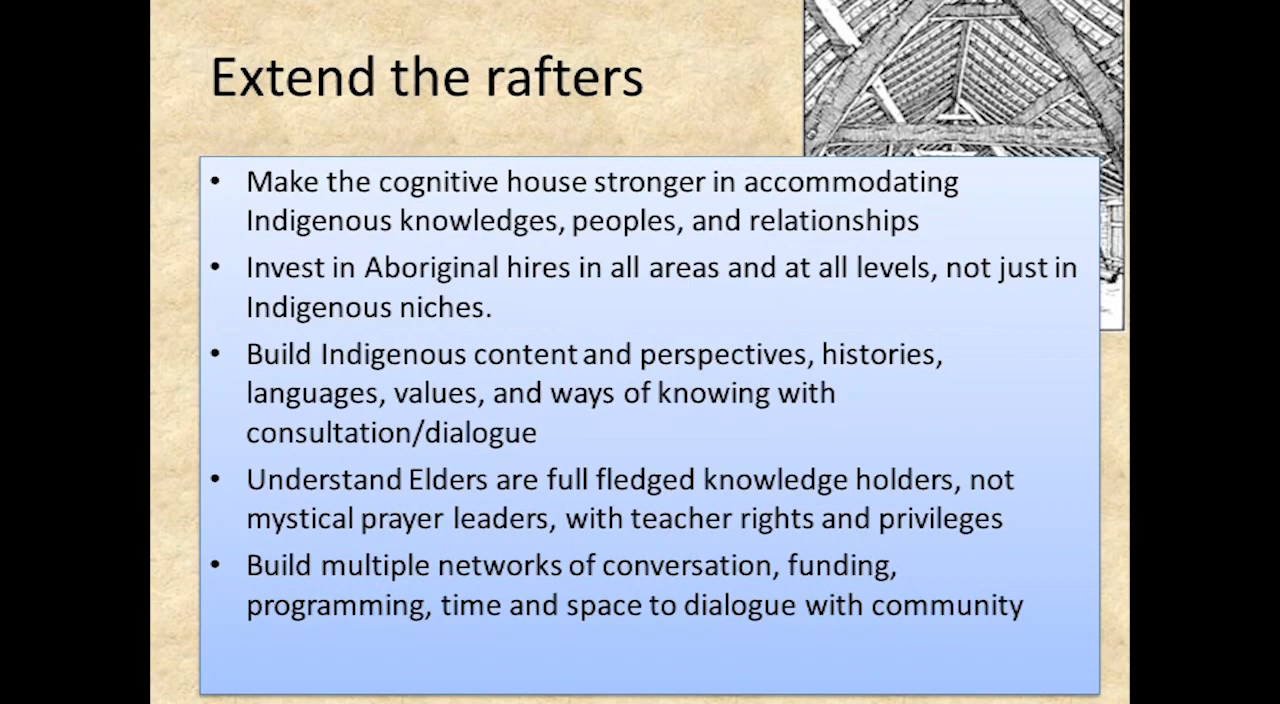 Extend the rafters
• Make the cognitive house stronger in accommodating
Indigenous knowledges, peoples, and relationships
• Invest in Aboriginal hires in all areas and at all levels, not just in
Indigenous niches.
• Build Indigenous content and perspectives, histories,
languages, values, and ways of knowing with
consultation/dialogue
• Understand Elders are full fledged knowledge holders, not
mystical prayer leaders, with teacher rights and privileges
• Build multiple networks of conversation, funding,
programming, time and space to dialogue with community